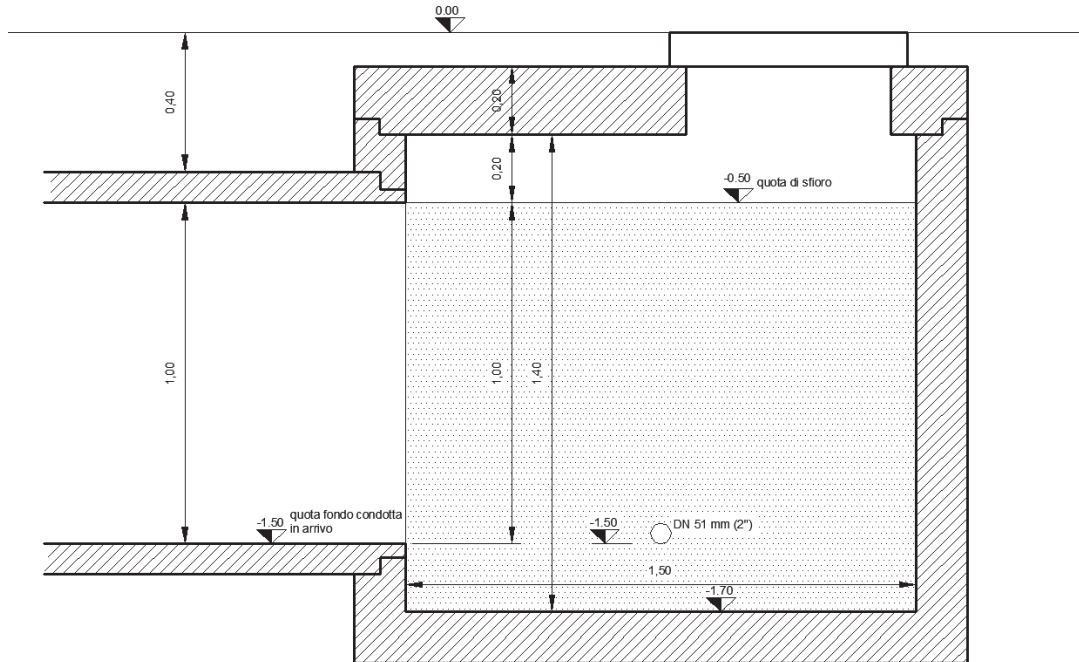 0.00
0,40
0,20
0,20
-0.50 quota di sfioro
1,00
1,00
1,40
-1.50 quota fondo condotta
in arrivo
-1.50
DN 51 mm (2")
1,50
-1.70